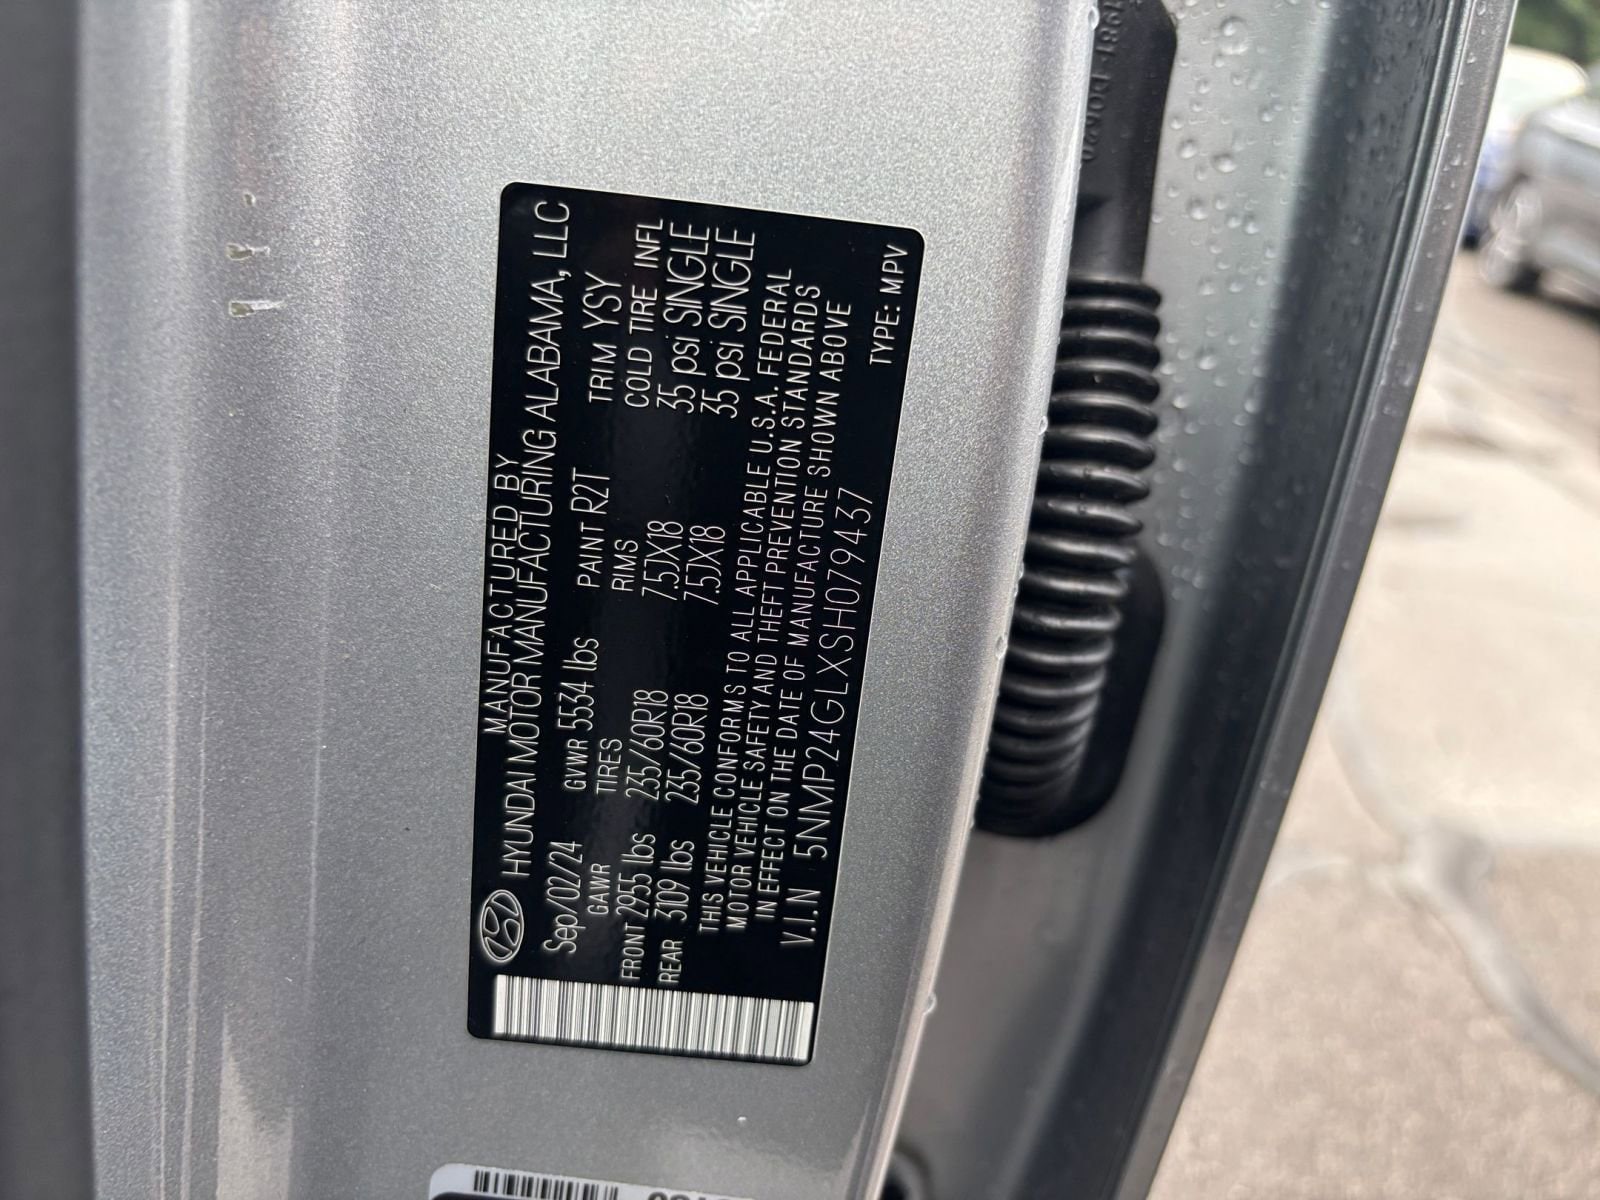 MANUFACTURED BY
HYUNDAI MOTOR MANUFACTURING ALABAMA, LLC
Sep/02/24 GVWR 5534 lbs PAINT R2T TRIM YSY
GAWR TIRES RIMS COLD TIRE INFL
FRONT 2955 lbs 235/60R18 7.5JX18 35 psi SINGLE
REAR 3109 lbs 235/60R18 7.5JX18 35 psi SINGLE
THIS VEHICLE CONFORMS TO ALL APPLICABLE U.S.A. FEDERAL
MOTOR VEHICLE SAFETY AND THEFT PREVENTION STANDARDS
IN EFFECT ON THE DATE OF MANUFACTURE SHOWN ABOVE
V.I.N 5NMP24GLXSH079437 TYPE: MPV